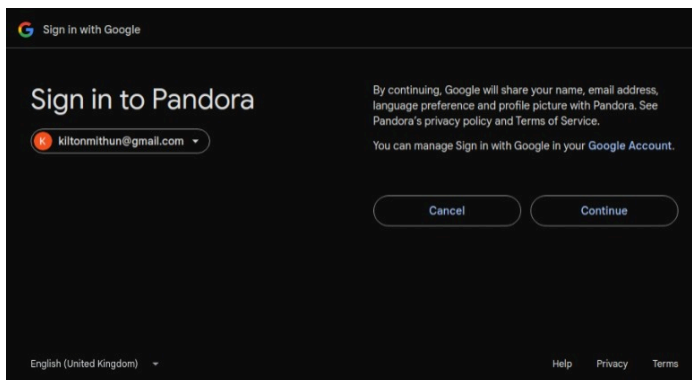 Sign in with Google
Sign in to Pandora
K kiltonmithun@gmail.com
By continuing, Google will share your name, email address,
language preference and profile picture with Pandora. See
Pandora's privacy policy and Terms of Service.
You can manage Sign in with Google in your Google Account.
Cancel Continue
English (United Kingdom) Help Privacy Terms